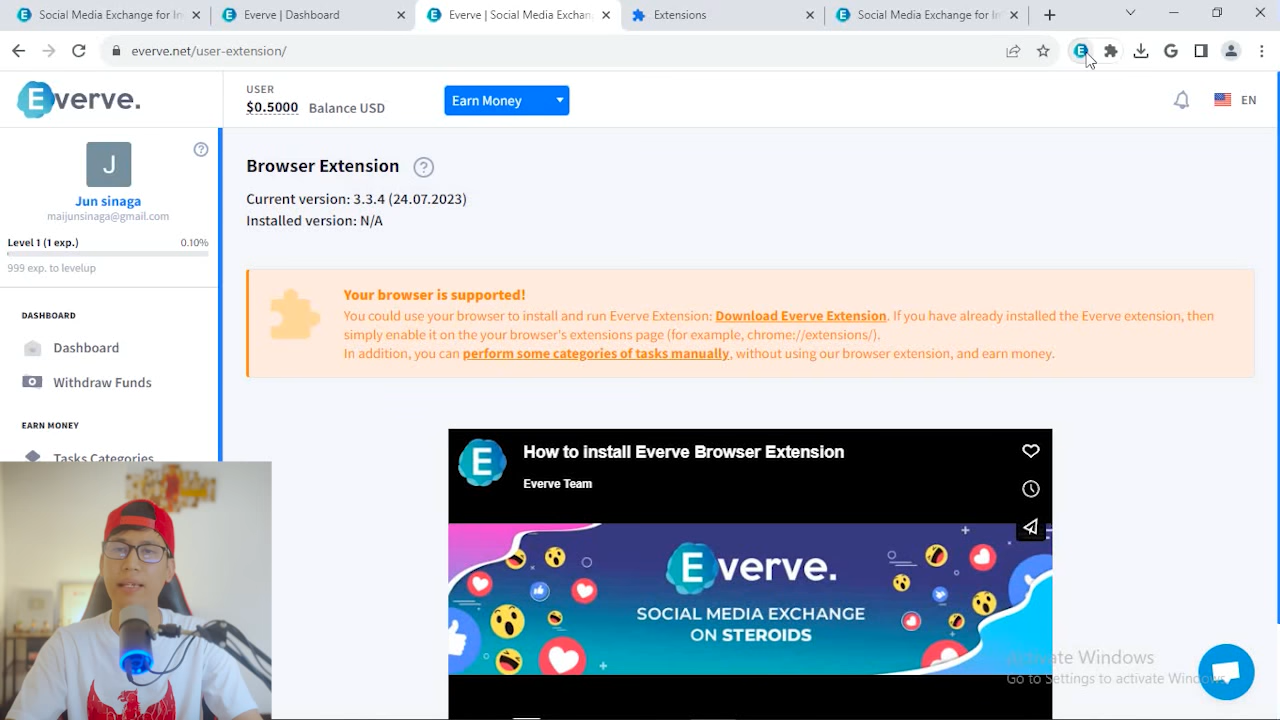 Social Media Exchange for In
Everve | Dashboard
Everve | Social Media Exchan
Extensions
Social Media Exchange for In
everve.net/user-extension/
Everve.
USER
$0.5000 Balance USD
Earn Money
EN
J
Jun sinaga
maijunsinaga@gmail.com
Level 1 (1 exp.) 0.10%
999 exp. to levelup
DASHBOARD
Dashboard
Withdraw Funds
EARN MONEY
Tasks Categories
Browser Extension
Current version: 3.3.4 (24.07.2023)
Installed version: N/A
Your browser is supported!
You could use your browser to install and run Everve Extension: Download Everve Extension. If you have already installed the Everve extension, then
simply enable it on the your browser's extensions page (for example, chrome://extensions/).
In addition, you can perform some categories of tasks manually, without using our browser extension, and earn money.
E
How to install Everve Browser Extension
Everve Team
Everve.
SOCIAL MEDIA EXCHANGE
ON STEROIDS
Activate Windows
Go to Settings to activate Windows.